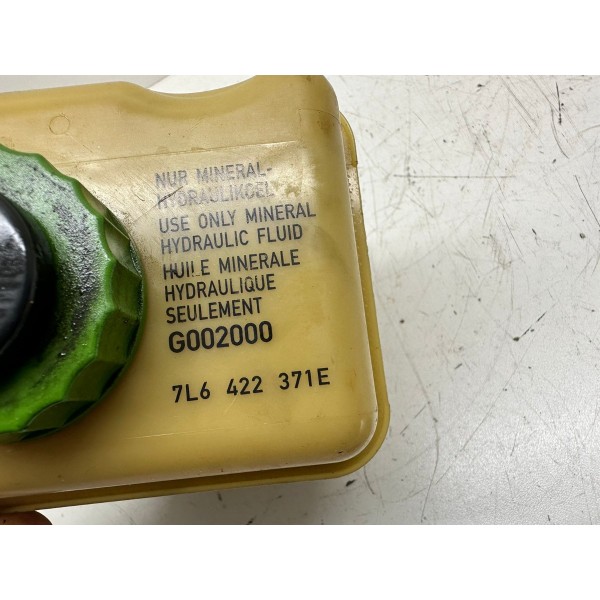 NUR MINERAL-
HYDRAULIKOEL
USE ONLY MINERAL
HYDRAULIC FLUID
HUILE MINERALE
HYDRAULIQUE
SEULEMENT
G002000
7L6 422 371E